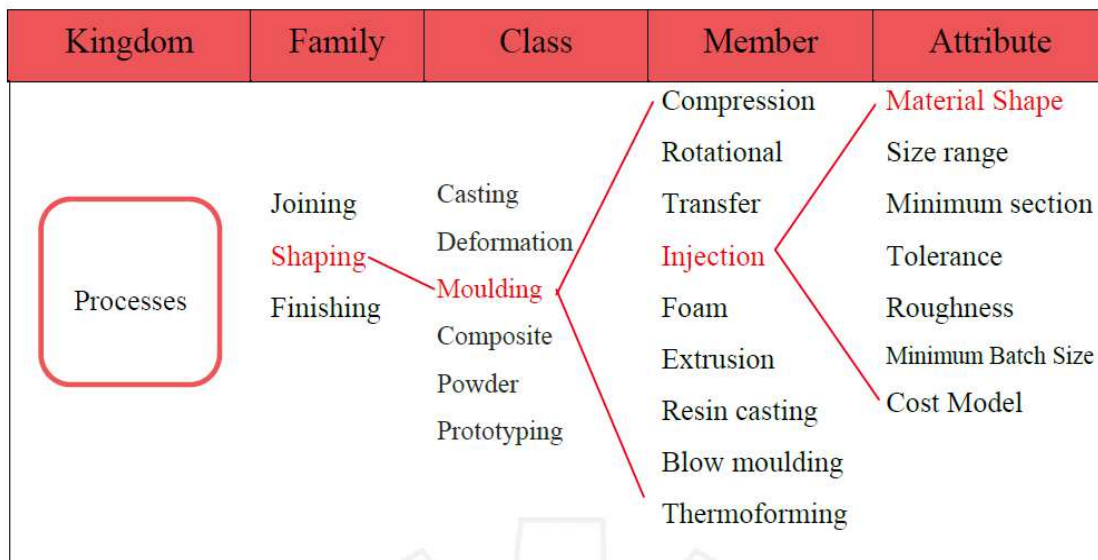 Kingdom Family Class Member Attribute
Processes
Joining
Shaping
Finishing
Casting
Deformation
Moulding
Composite
Powder
Prototyping
Compression
Rotational
Transfer
Injection
Foam
Extrusion
Resin casting
Blow moulding
Thermoforming
Material Shape
Size range
Minimum section
Tolerance
Roughness
Minimum Batch Size
Cost Model